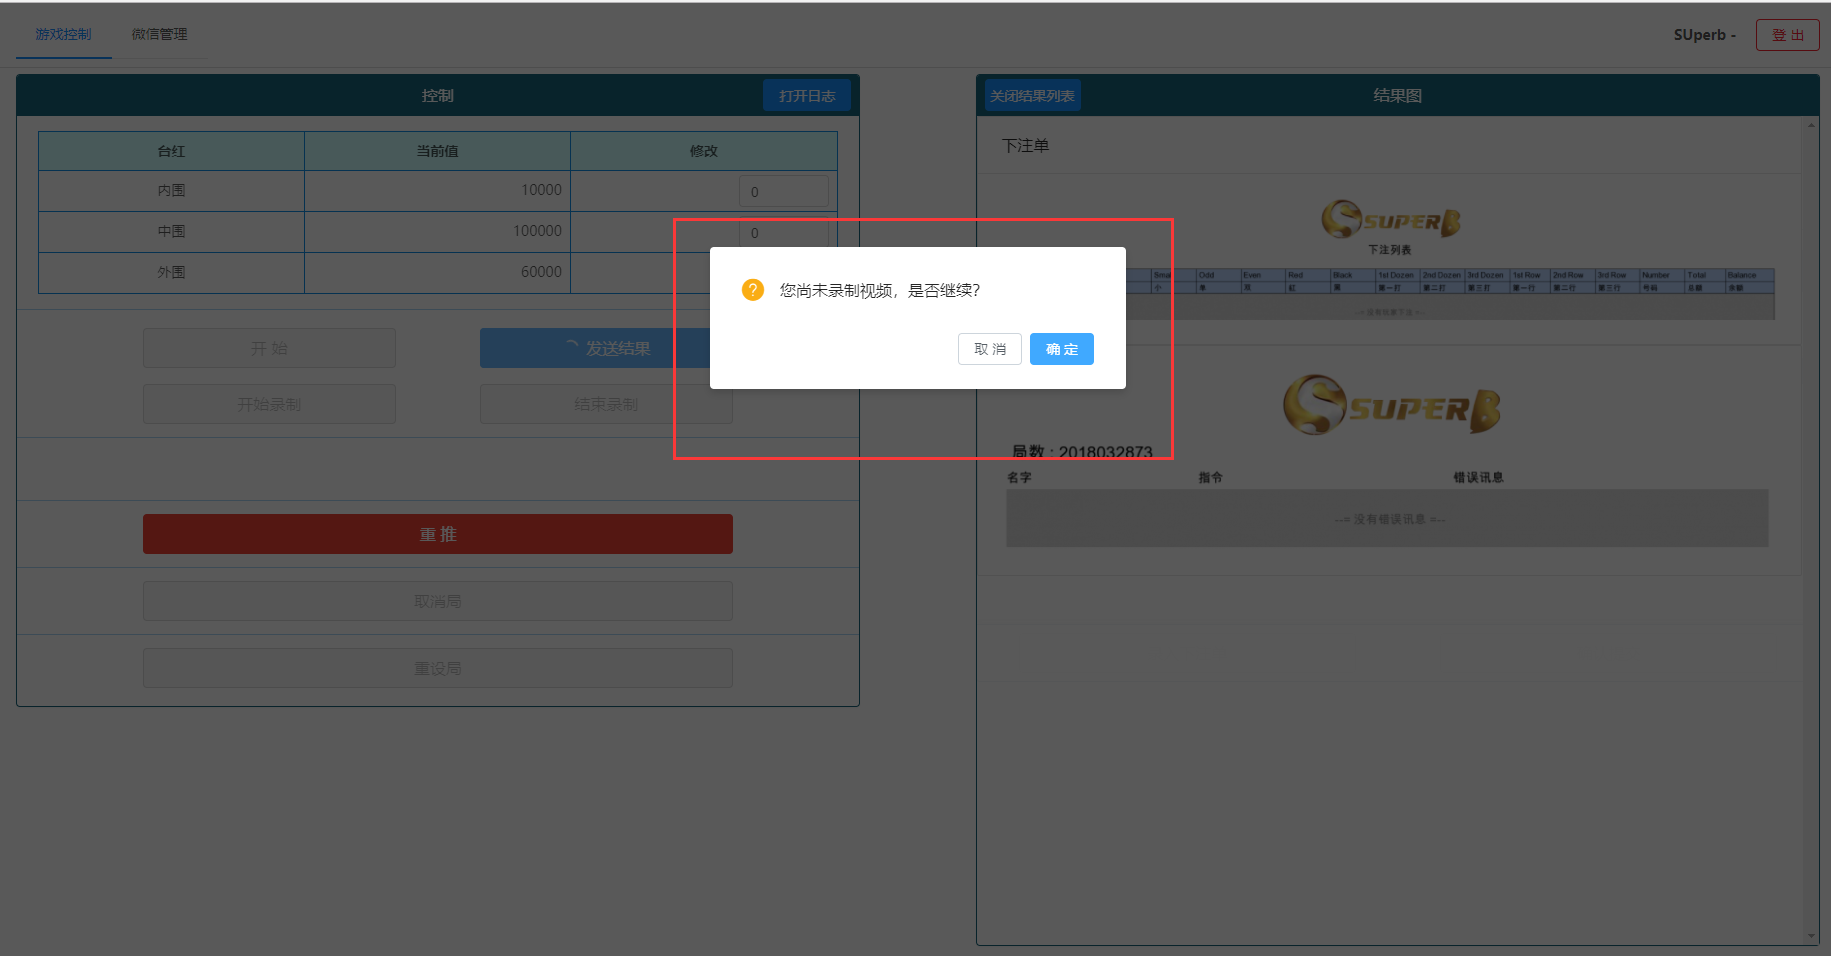 游戏控制 微信管理 SUperb - 登 出
控制 打开日志
台红 当前值 修改
内围 10000 0
中围 100000 0
外围 60000
开 始 发送结果
开始录制 结束录制
重 推
取消局
重设局
您尚未录制视频，是否继续?
取 消 确 定
关闭结果列表 结果图
下注单
SUPERB
下注列表
Small Odd Even Red Black 1st Dozen 2nd Dozen 3rd Dozen 1st Row 2nd Row 3rd Row Number Total Balance
小 单 双 红 黑 第一打 第二打 第三打 第一行 第二行 第三行 号码 总额 余额
SUPERB
局数 : 2018032873
名字 指令 错误讯息
--= 没有错误讯息 =--